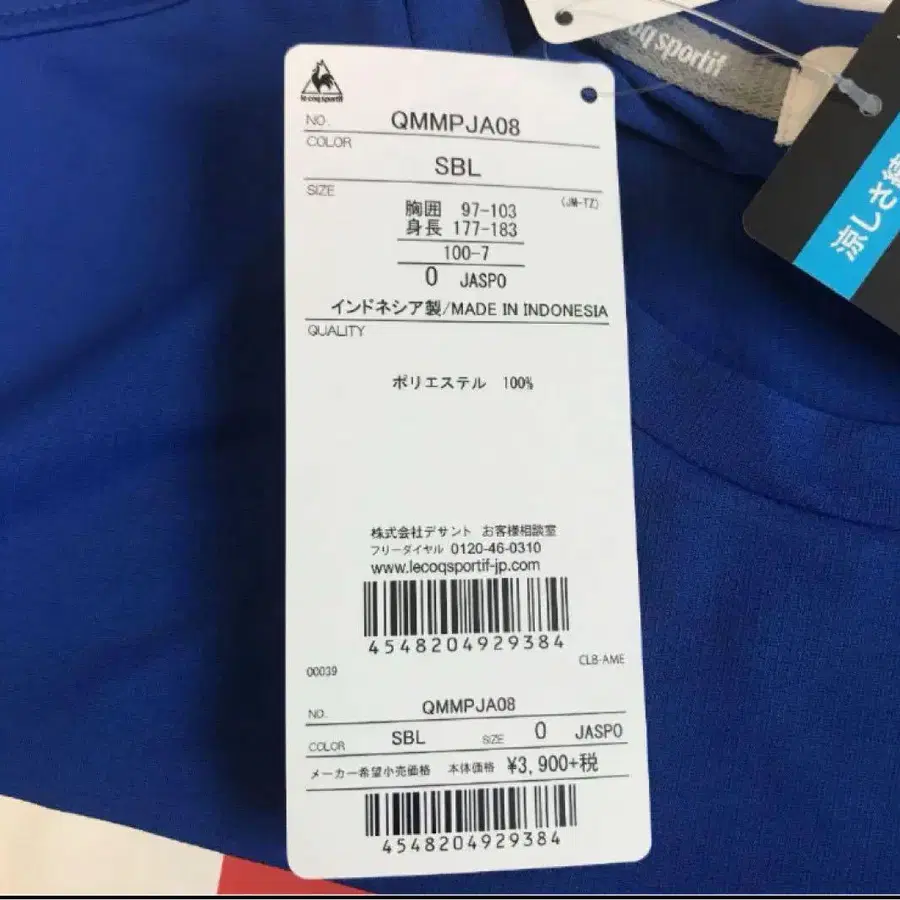 coq sportif
涼しさ
le coq sportif
NO. QMMPJA08
COLOR
SBL
SIZE
(JM-TZ)
胸囲 97-103
身長 177-183
100-7
O JASPO
インドネシア製/MADE IN INDONESIA
QUALITY
ポリエステル 100%
株式会社デサント お客様相談室
フリーダイヤル 0120-46-0310
www.lecoqsportif-jp.com
4548204929384
00039 CLB-AME
NO. QMMPJA08
COLOR SBL SIZE O JASPO
メーカー希望小売価格 本体価格 ¥3,900+税
4548204929384